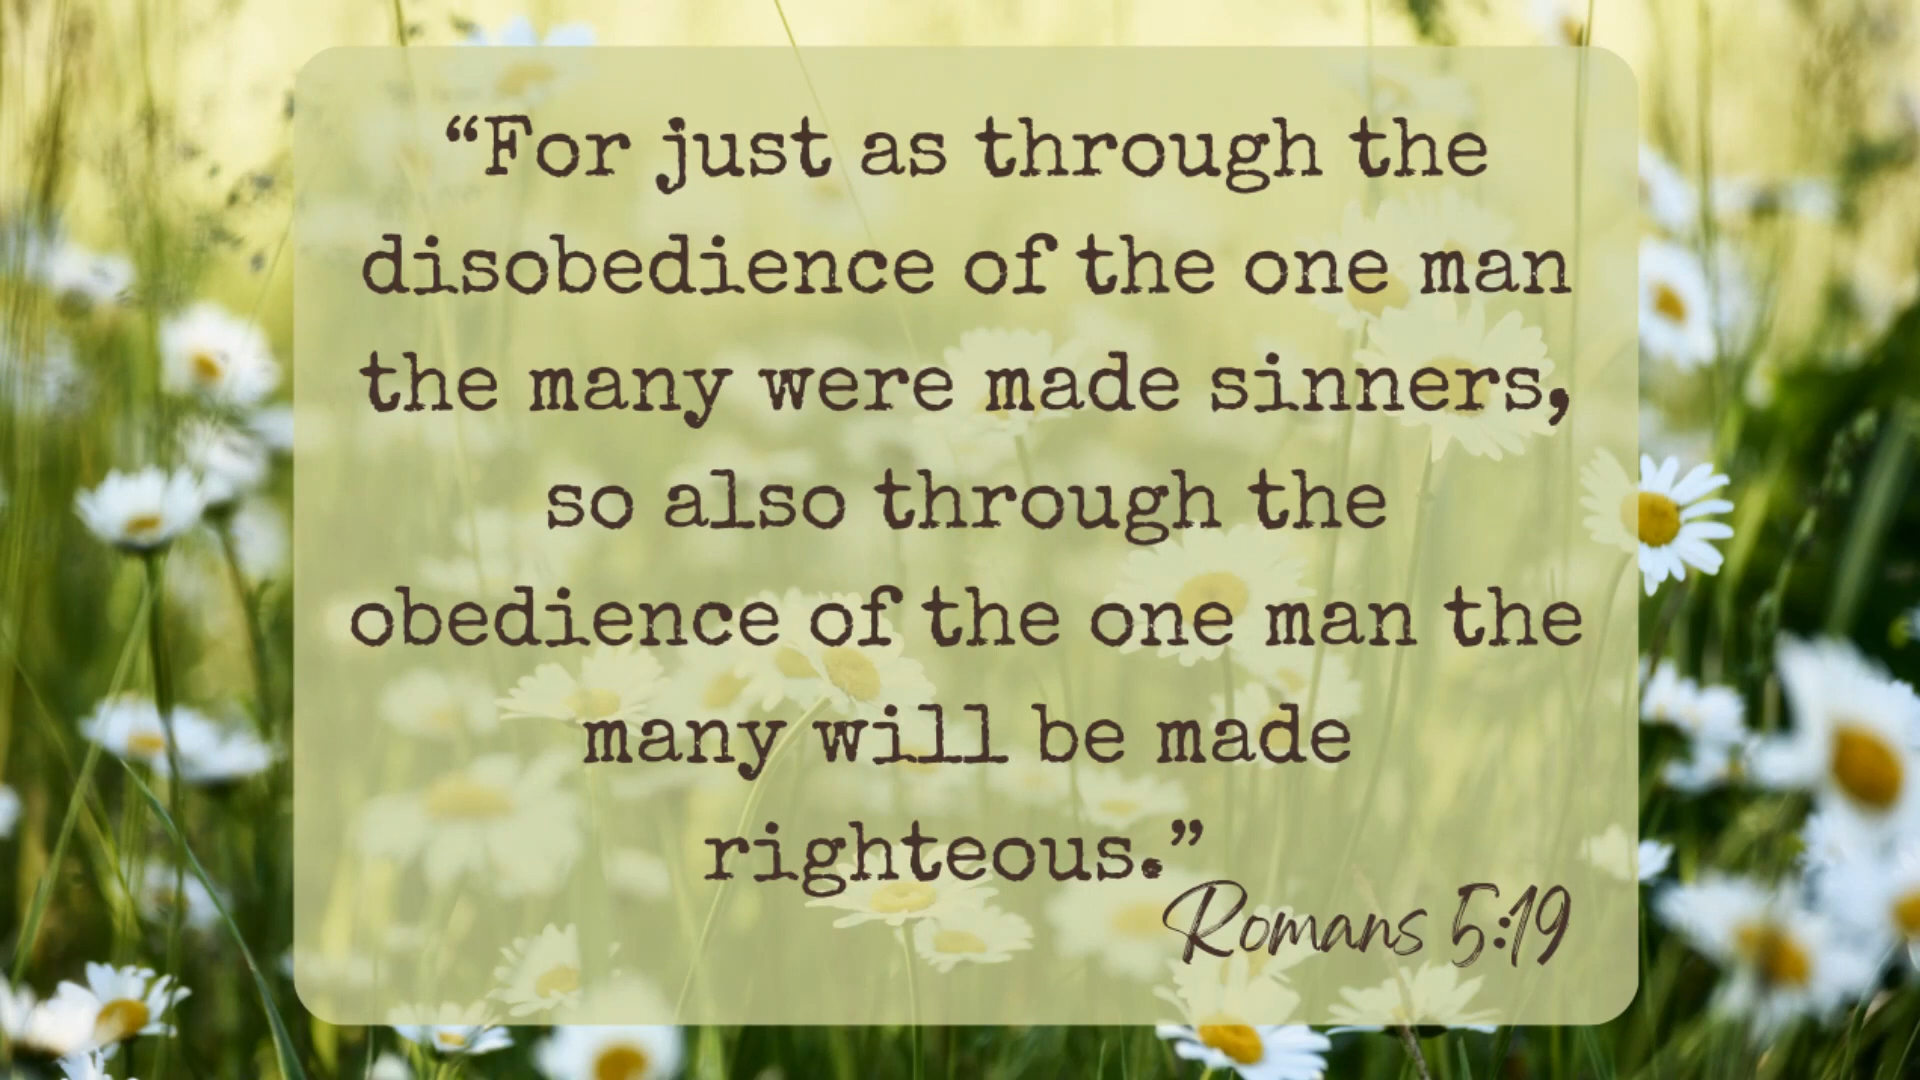 “For just as through the
disobedience of the one man
the many were made sinners,
so also through the
obedience of the one man the
many will be made
righteous.”
Romans 5:19